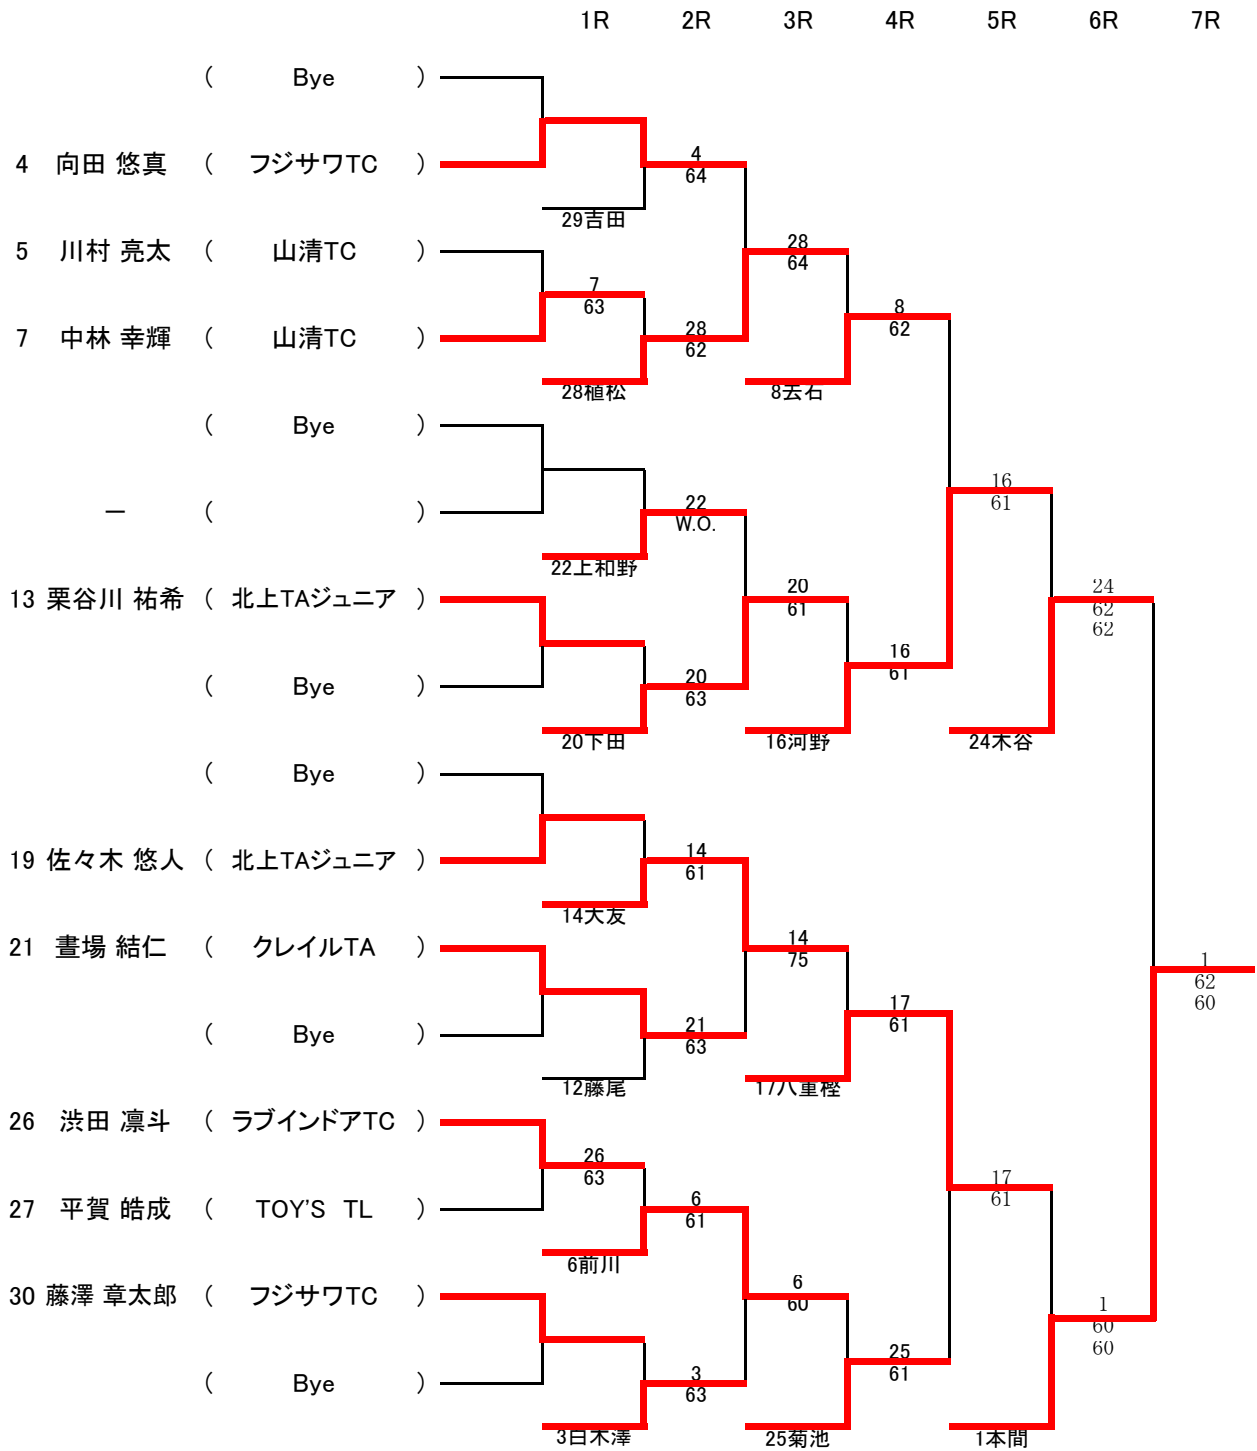 1R 2R 3R 4R 5R 6R 7R
( Bye )
4 向田 悠真 ( フジサワTC ) 4
64
29吉田
5 川村 亮太 ( 山清TC ) 28
64
7
63
8
62
7 中林 幸輝 ( 山清TC ) 28
62
28植松 8去石
( Bye )
16
61
— ( ) 22
W.O.
22上和野
13 栗谷川 祐希 ( 北上TAジュニア ) 20
61
24
62
62
16
61
( Bye ) 20
63
20下田 16河野 24木谷
( Bye )
19 佐々木 悠人 ( 北上TAジュニア ) 14
61
14大友
21 晝場 結仁 ( クレイルTA ) 14
75
1
62
60
17
61
( Bye ) 21
63
12藤尾 17八重樫
26 渋田 凛斗 ( ラブインドアTC )
26
63
17
61
27 平賀 皓成 ( TOY'S TL ) 6
61
6前川
30 藤澤 章太郎 ( フジサワTC ) 6
60
1
60
60
25
61
( Bye ) 3
63
3白木澤 25菊池 1本間